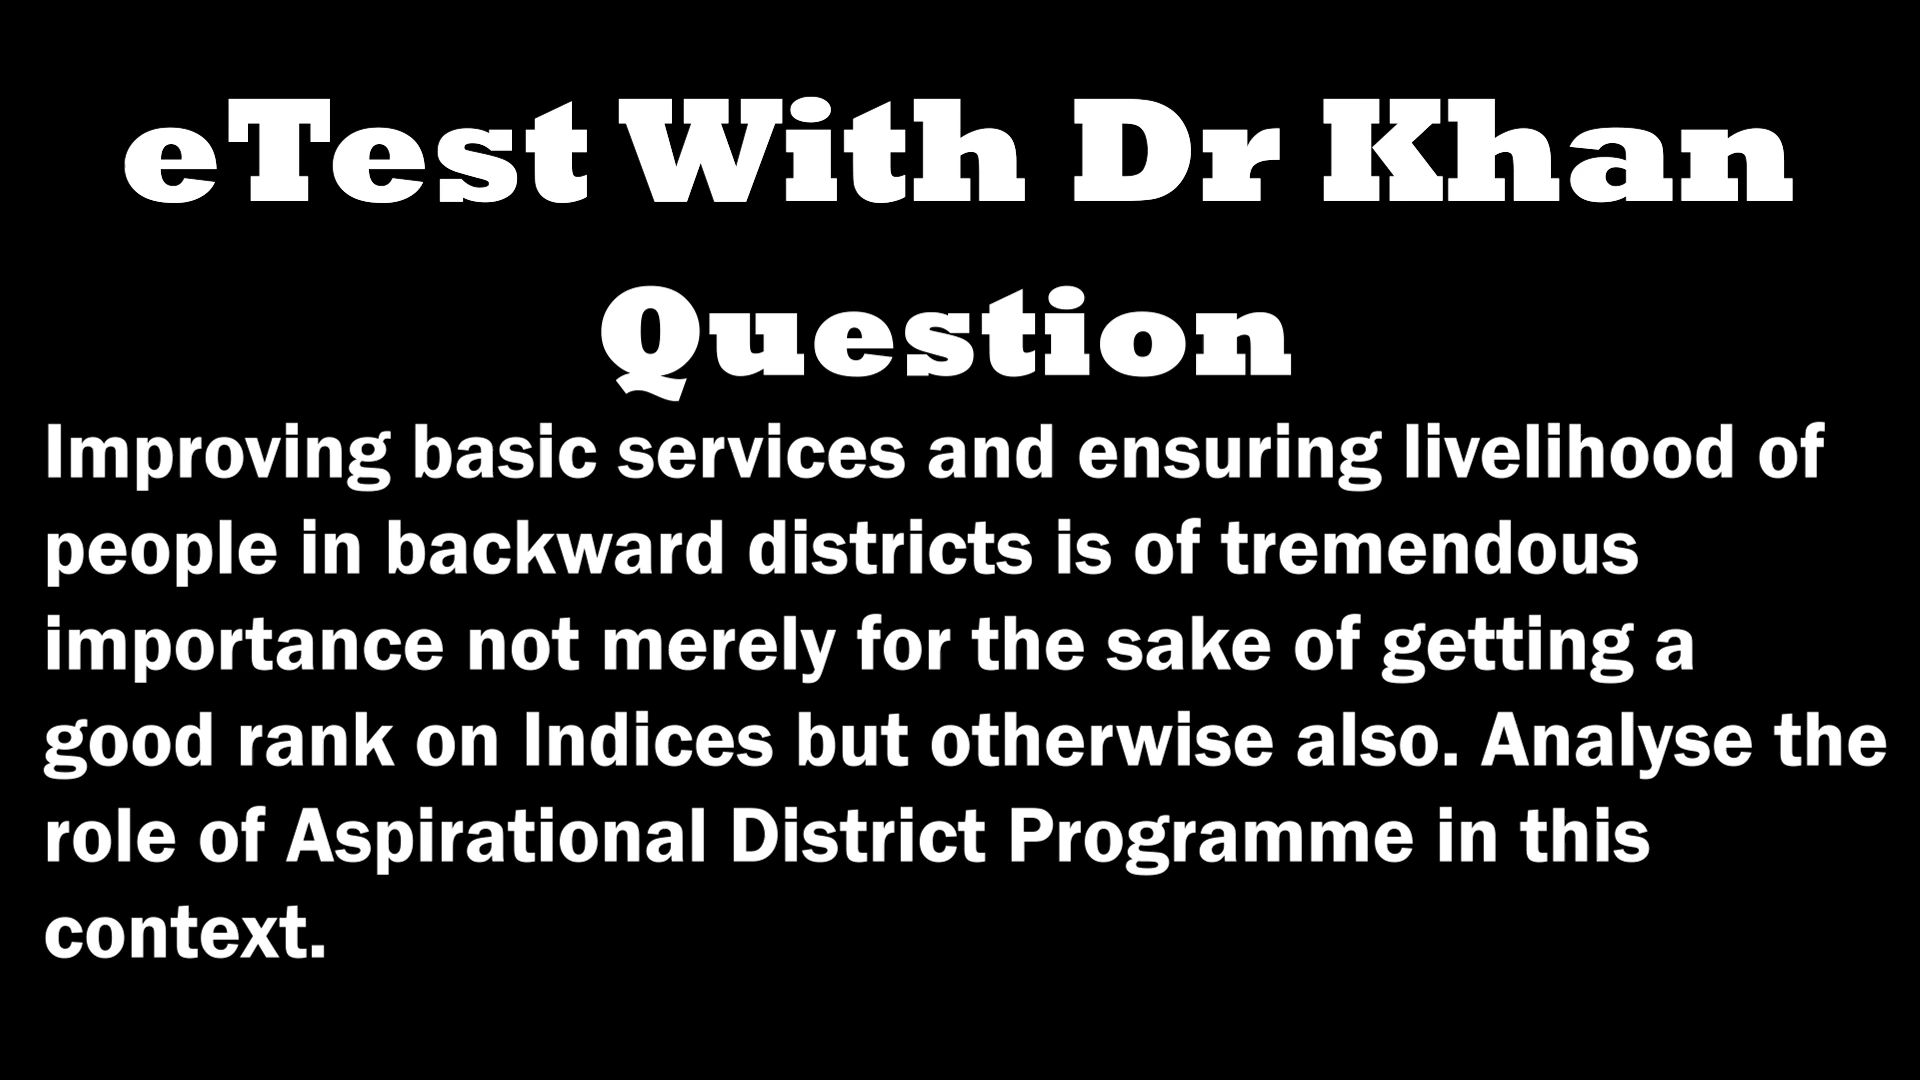 eTest With Dr Khan
Question
Improving basic services and ensuring livelihood of
people in backward districts is of tremendous
importance not merely for the sake of getting a
good rank on Indices but otherwise also. Analyse the
role of Aspirational District Programme in this
context.